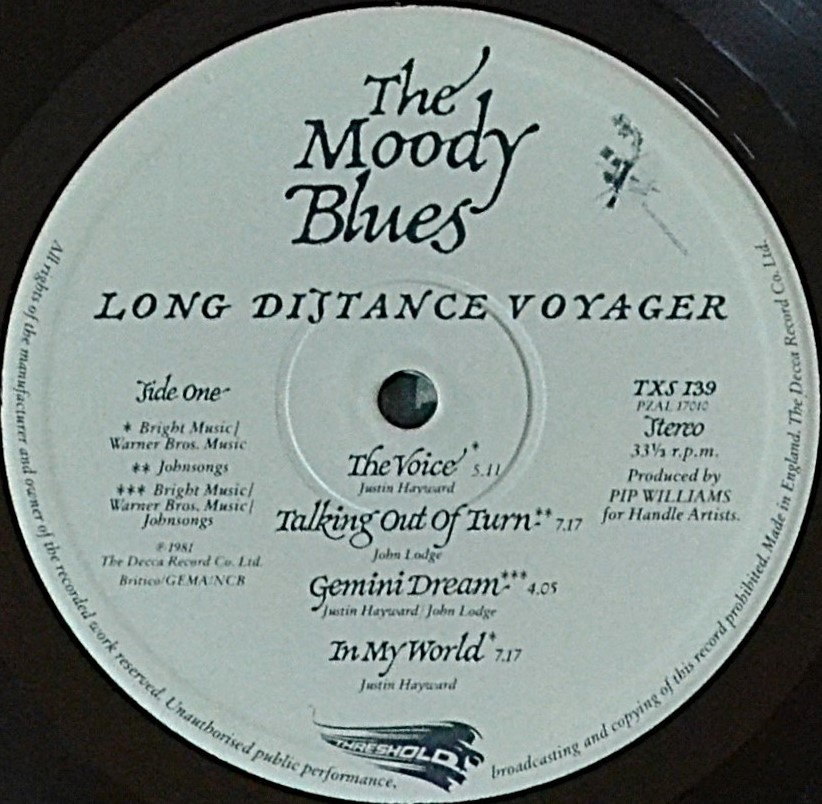 The
Moody
Blues
LONG DISTANCE VOYAGER
Side One
* Bright Music/
Warner Bros. Music
** Johnsongs
*** Bright Music/
Warner Bros. Music/
Johnsongs
℗ 1981
The Decca Record Co. Ltd.
Britico/GEMA/NCB
TXS 139
PZAL 17010
Stereo
33⅓ r.p.m.
Produced by
PIP WILLIAMS
for Handle Artists.
The Voice* 5.11
Justin Hayward
Talking Out Of Turn** 7.17
John Lodge
Gemini Dream*** 4.05
Justin Hayward/John Lodge
In My World* 7.17
Justin Hayward
THRESHOLD
All rights of the manufacturer and owner of the recorded work reserved. Unauthorised public performance, broadcasting and copying of this record prohibited. Made in England. The Decca Record Co. Ltd.